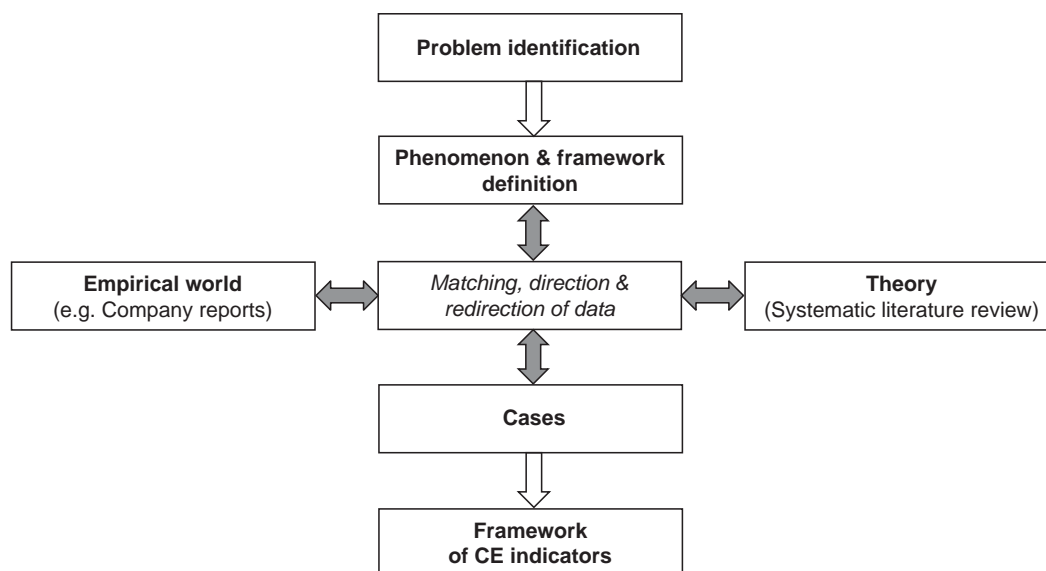 Problem identification
Phenomenon & framework
definition
Empirical world
(e.g. Company reports)
Matching, direction &
redirection of data
Theory
(Systematic literature review)
Cases
Framework
of CE indicators